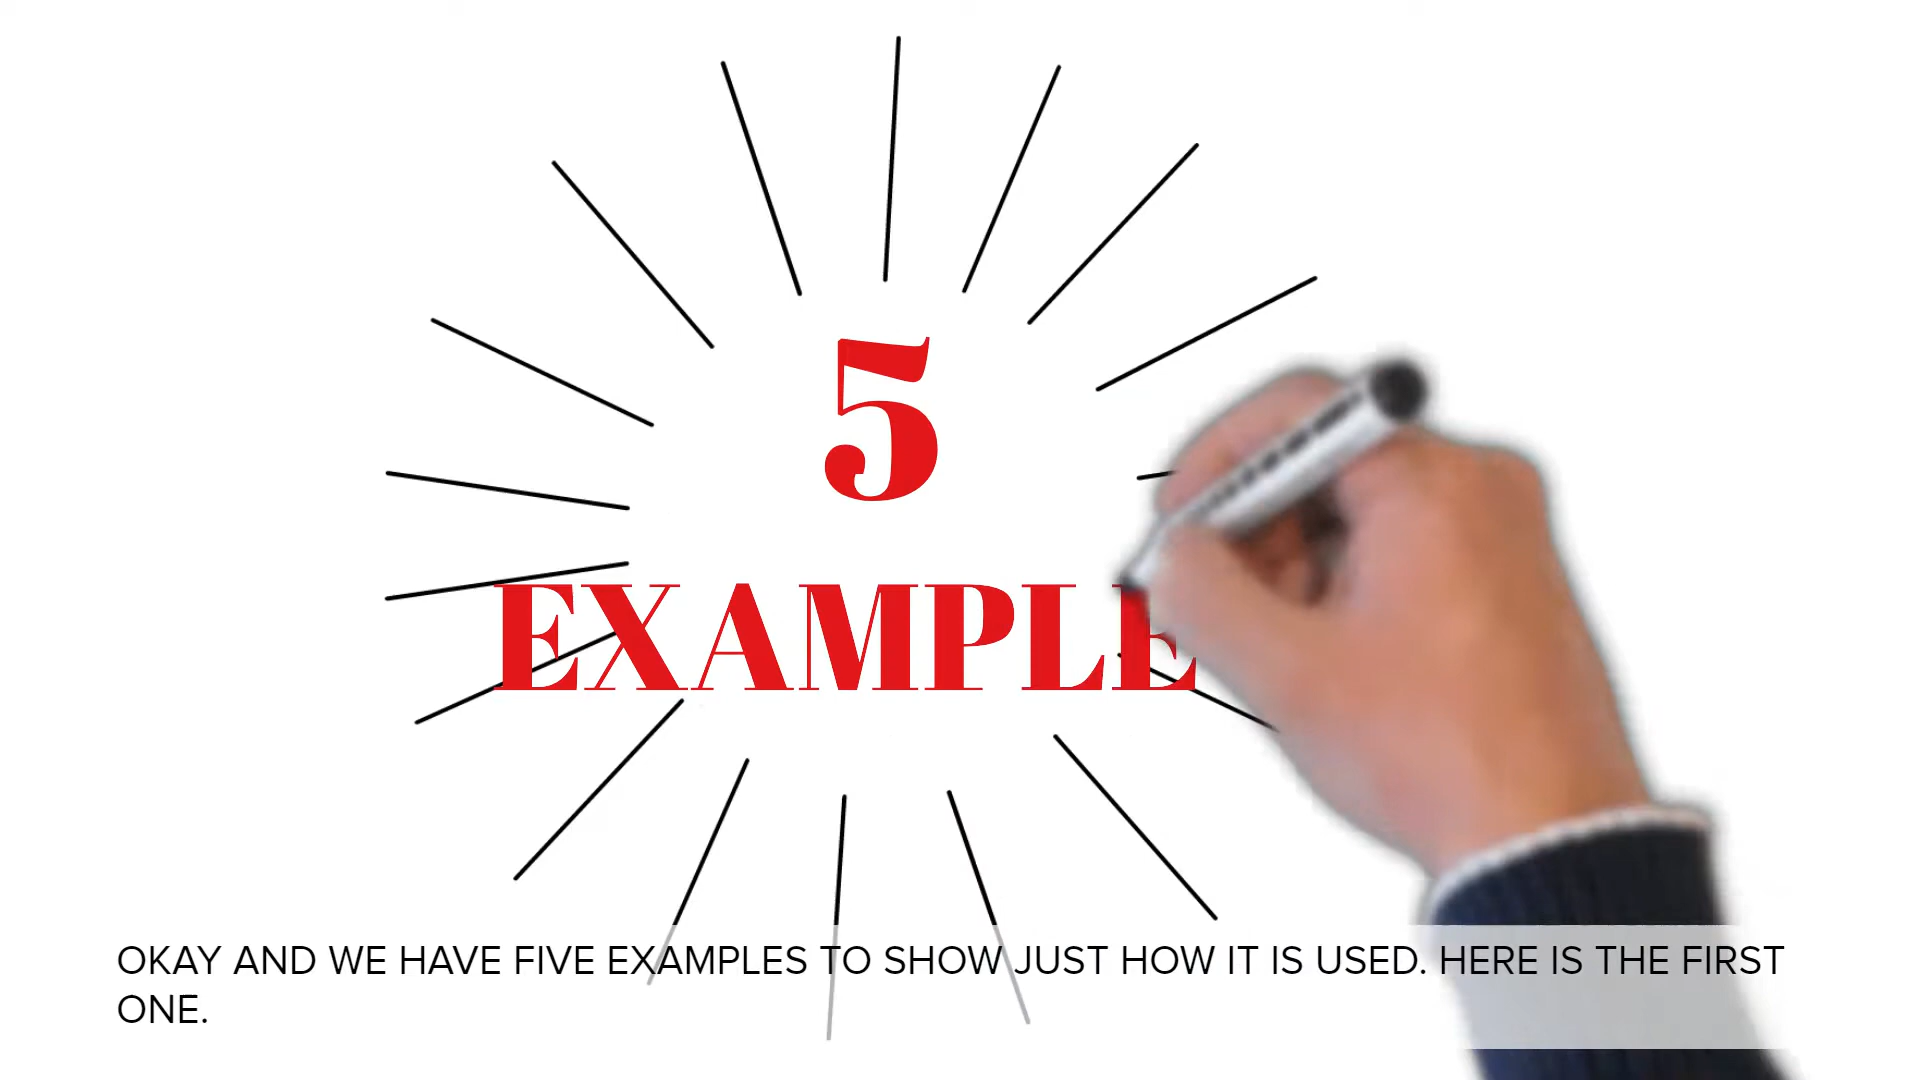 5
EXAMPLE
OKAY AND WE HAVE FIVE EXAMPLES TO SHOW JUST HOW IT IS USED. HERE IS THE FIRST
ONE.